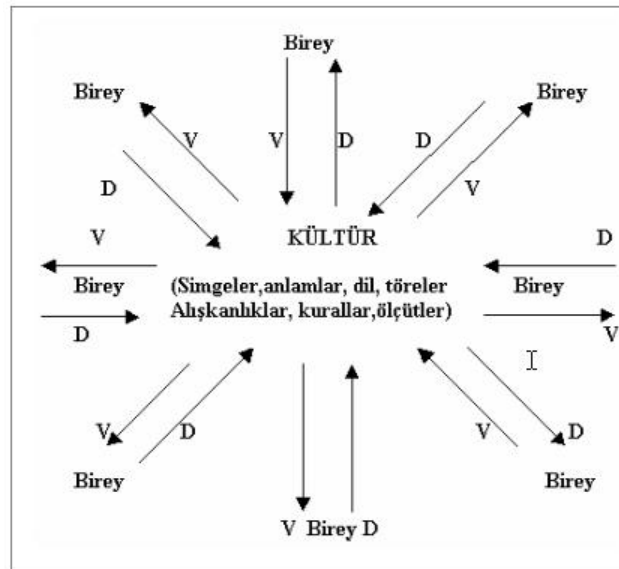 Birey
Birey
Birey
V
V
D
D
D
V
KÜLTÜR
V
D
Birey
(Simgeler,anlamlar, dil, töreler
Birey
Alışkanlıklar, kurallar,ölçütler)
D
V
V
D
V
D
Birey
Birey
V Birey D